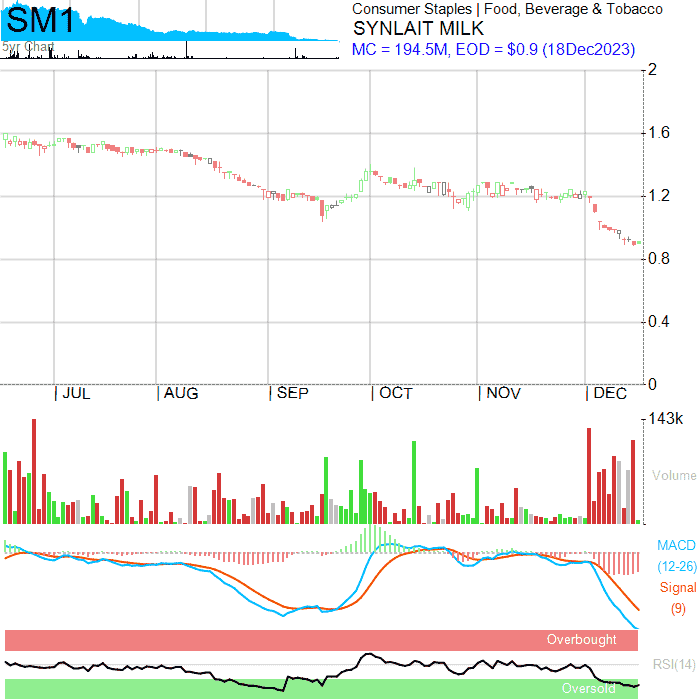 SM1
5yr Chart
Consumer Staples | Food, Beverage & Tobacco
SYNLAIT MILK
MC = 194.5M, EOD = $0.9 (18Dec2023)
2
1.6
1.2
0.8
0.4
0
JUL AUG SEP OCT NOV DEC
143k
Volume
MACD
(12-26)
Signal
(9)
Overbought
RSI(14)
Oversold